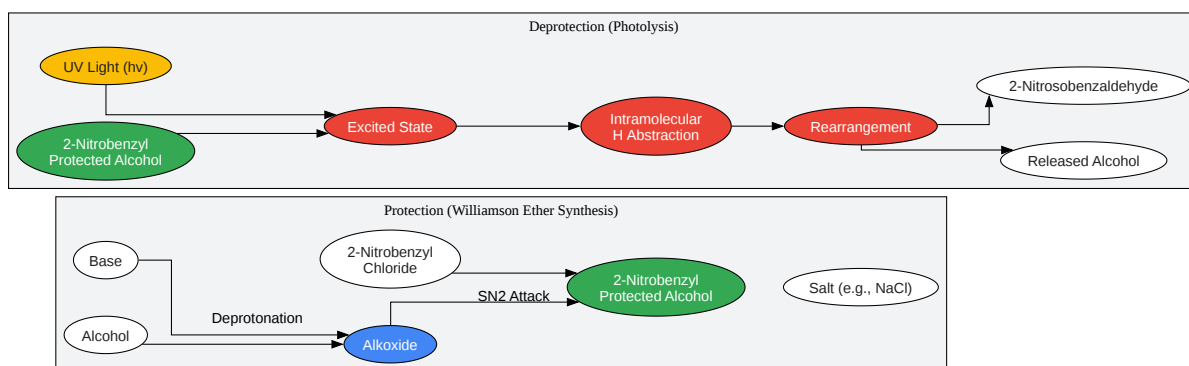 Deprotection (Photolysis)
UV Light (hv)
2-Nitrobenzyl
Protected Alcohol
Excited State
Intramolecular
H Abstraction
Rearrangement
2-Nitrosobenzaldehyde
Released Alcohol
Protection (Williamson Ether Synthesis)
Base
Alcohol
Deprotonation
2-Nitrobenzyl
Chloride
Alkoxide
SN2 Attack
2-Nitrobenzyl
Protected Alcohol
Salt (e.g., NaCl)